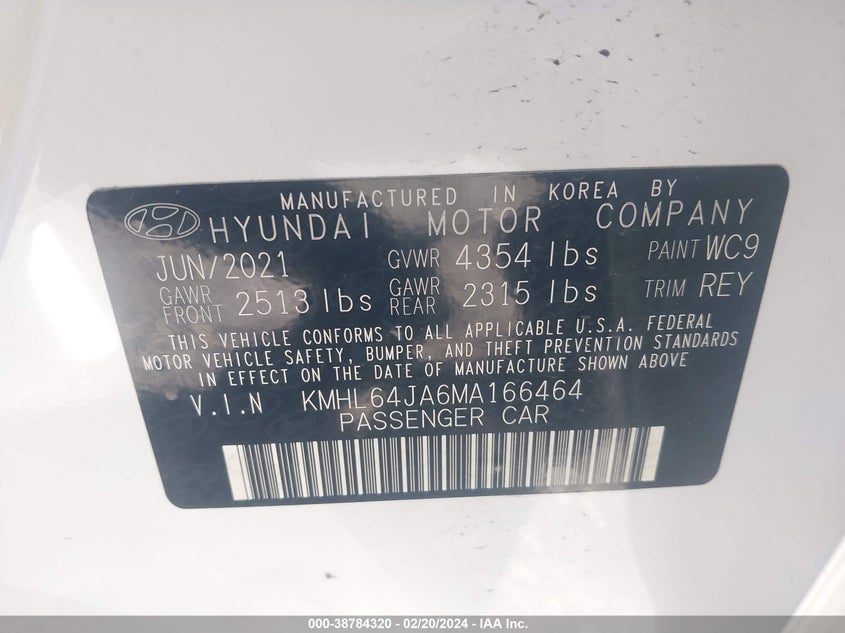 MANUFACTURED IN KOREA BY
HYUNDAI MOTOR COMPANY
JUN/2021 GVWR 4354 lbs PAINT WC9
GAWR FRONT 2513 lbs GAWR REAR 2315 lbs TRIM REY
THIS VEHICLE CONFORMS TO ALL APPLICABLE U.S.A. FEDERAL
MOTOR VEHICLE SAFETY, BUMPER, AND THEFT PREVENTION STANDARDS
IN EFFECT ON THE DATE OF MANUFACTURE SHOWN ABOVE
V.I.N KMHL64JA6MA166464
PASSENGER CAR
000-38784320 - 02/20/2024 - IAA Inc.